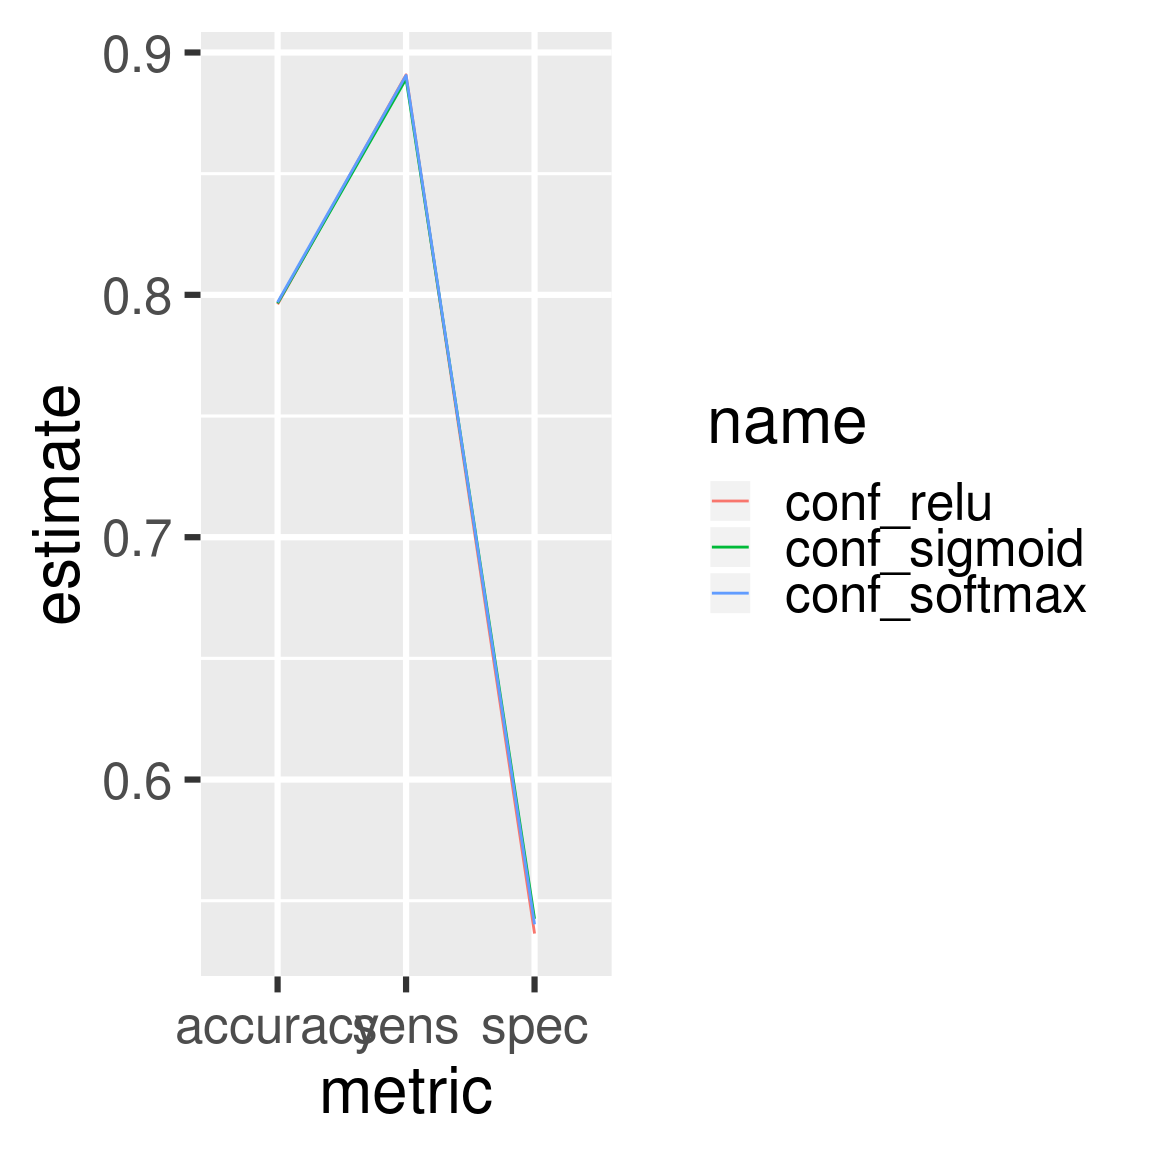 0.9
0.8
0.7
0.6
estimate
accuracy sens spec
metric
name
conf_relu
conf_sigmoid
conf_softmax